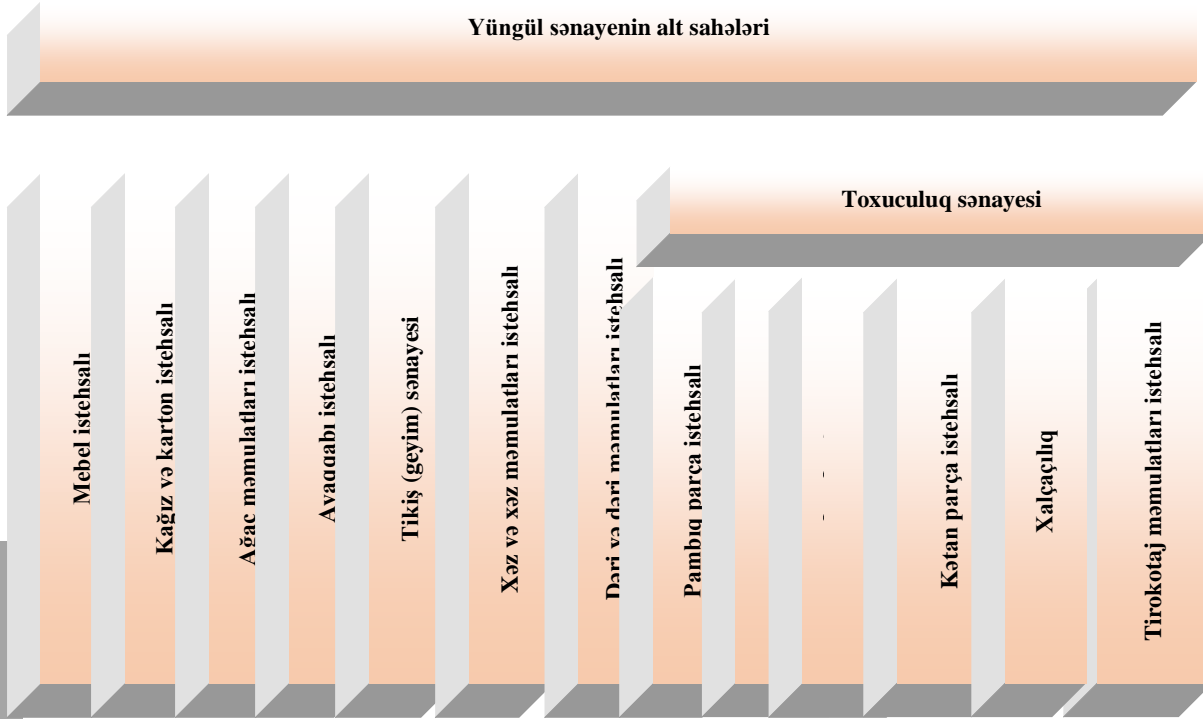 Yüngül sənayenin alt sahələri
Toxuculuq sənayesi
Mebel istehsalı
Kağız və karton istehsalı
Ağac məmulatları istehsalı
Ayaqqabı istehsalı
Tikiş (geyim) sənayesi
Xəz və xəz məmulatları istehsalı
Dəri və dəri məmulatları istehsalı
Pambıq parça istehsalı
Kətan parça istehsalı
Xalçaçılıq
Tirokotaj məmulatları istehsalı